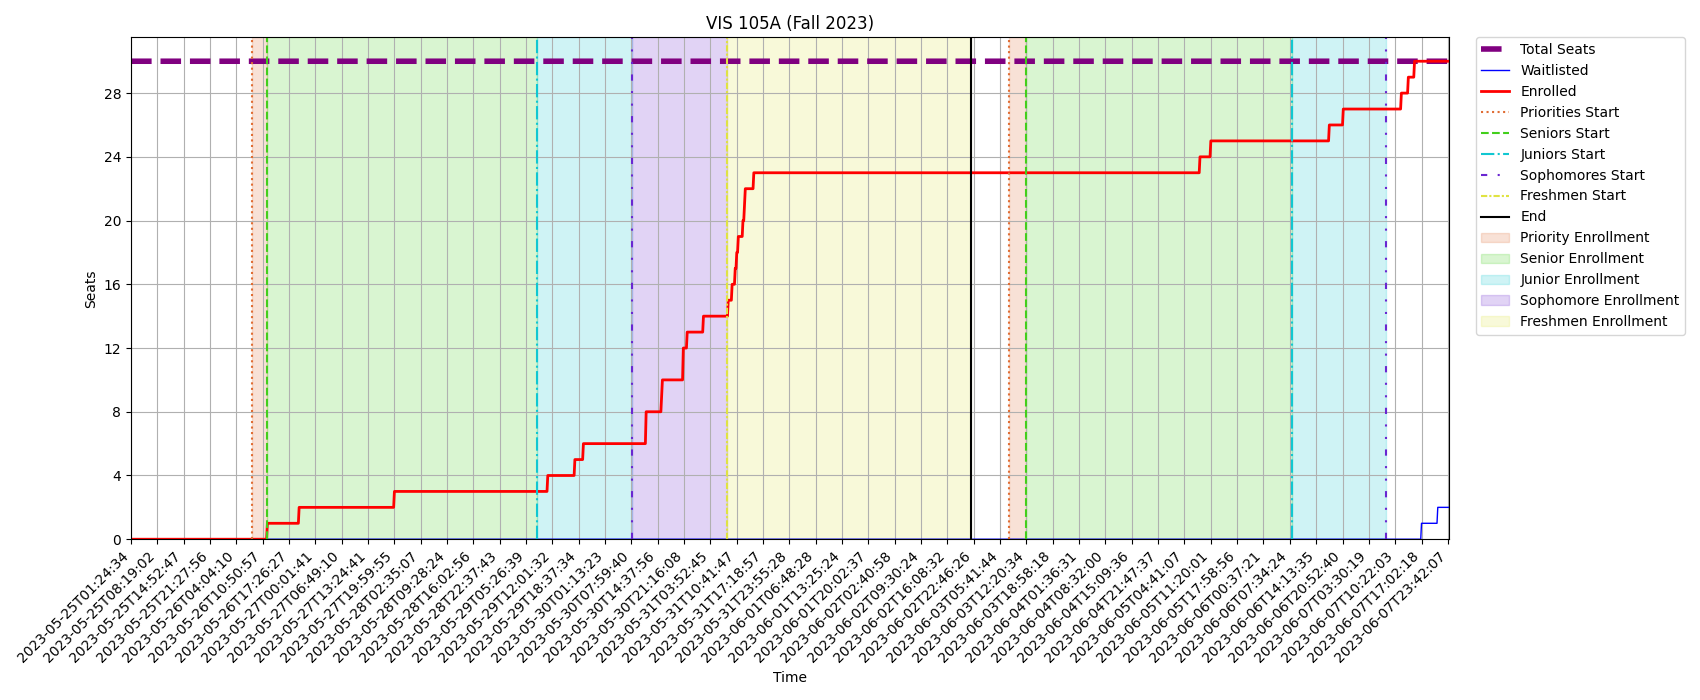 VIS 105A (Fall 2023)
Total Seats
Waitlisted
Enrolled
Priorities Start
Seniors Start
Juniors Start
Sophomores Start
Freshmen Start
End
Priority Enrollment
Senior Enrollment
Junior Enrollment
Sophomore Enrollment
Freshmen Enrollment
Seats
28
24
20
16
12
8
4
0
2023-05-25T01:24:34
2023-05-25T08:19:02
2023-05-25T14:52:47
2023-05-25T21:27:56
2023-05-26T04:04:10
2023-05-26T10:50:57
2023-05-26T17:26:27
2023-05-27T00:01:41
2023-05-27T06:49:10
2023-05-27T13:24:41
2023-05-27T19:59:55
2023-05-28T02:35:07
2023-05-28T09:28:24
2023-05-28T16:02:56
2023-05-28T22:37:43
2023-05-29T05:26:39
2023-05-29T12:01:32
2023-05-29T18:37:34
2023-05-30T01:13:23
2023-05-30T07:59:40
2023-05-30T14:37:56
2023-05-30T21:16:08
2023-05-31T03:52:45
2023-05-31T10:41:47
2023-05-31T17:18:57
2023-05-31T23:55:28
2023-06-01T06:48:28
2023-06-01T13:25:24
2023-06-01T20:02:37
2023-06-02T02:40:58
2023-06-02T09:30:24
2023-06-02T16:08:32
2023-06-02T22:46:26
2023-06-03T05:41:44
2023-06-03T12:20:34
2023-06-03T18:58:18
2023-06-04T01:36:31
2023-06-04T08:32:00
2023-06-04T15:09:36
2023-06-04T21:47:37
2023-06-05T04:41:07
2023-06-05T11:20:01
2023-06-05T17:58:56
2023-06-06T00:37:21
2023-06-06T07:34:24
2023-06-06T14:13:35
2023-06-06T20:52:40
2023-06-07T03:30:19
2023-06-07T10:22:03
2023-06-07T17:02:18
2023-06-07T23:42:07
Time